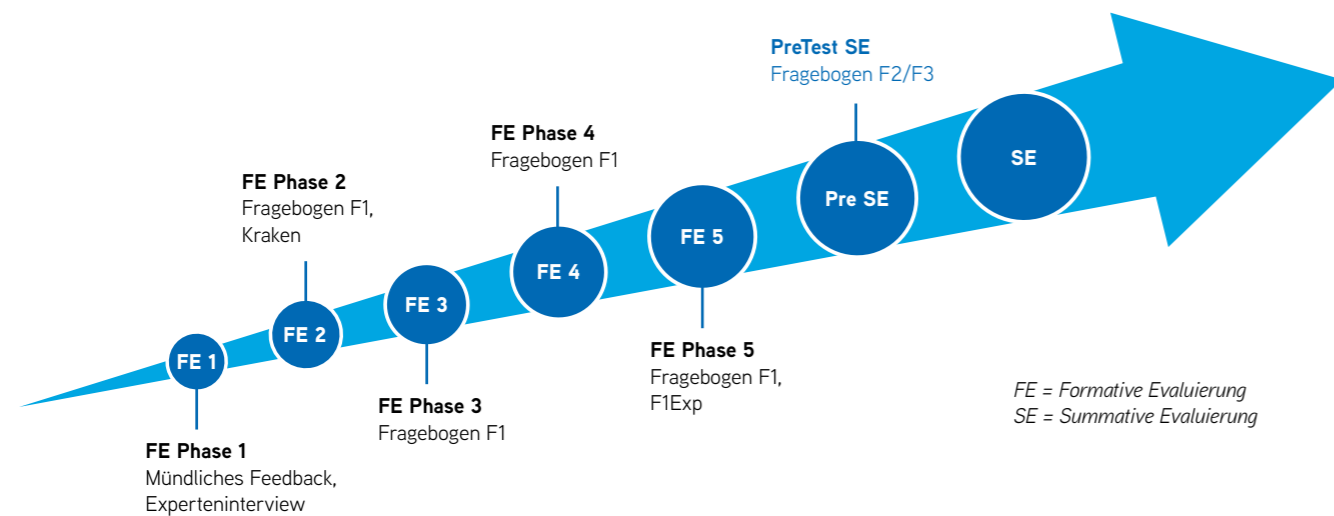 FE Phase 1
Mündliches Feedback,
Experteninterview
FE 1
FE Phase 2
Fragebogen F1,
Kraken
FE 2
FE 3
FE Phase 3
Fragebogen F1
FE Phase 4
Fragebogen F1
FE 4
FE 5
FE Phase 5
Fragebogen F1,
F1Exp
PreTest SE
Fragebogen F2/F3
Pre SE
SE
FE = Formative Evaluierung
SE = Summative Evaluierung